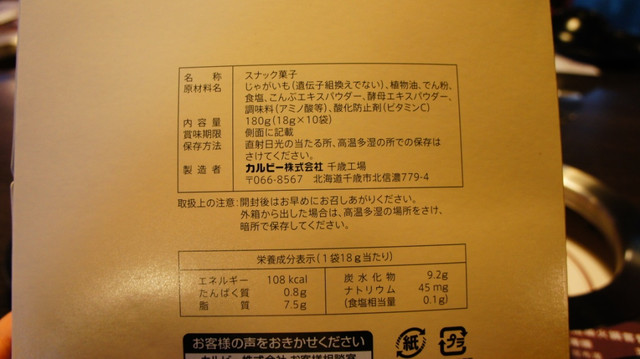 名称 スナック菓子
原材料名 じゃがいも(遺伝子組換えでない)、植物油、でん粉、
食塩、こんぶエキスパウダー、酵母エキスパウダー、
調味料(アミノ酸等)、酸化防止剤(ビタミンC)
内容量 180g(18g×10袋)
賞味期限 側面に記載
保存方法 直射日光の当たる所、高温多湿の所での保存は
さけてください。
製造者 カルビー株式会社 千歳工場
〒066-8567 北海道千歳市北信濃779-4
取扱上の注意:開封後はお早めにお召しあがりください。
外箱から出した場合は、高温多湿の場所をさけ、
暗所で保存してください。
栄養成分表示(1袋18g当たり)
エネルギー 108 kcal 炭水化物 9.2g
たんぱく質 0.8g ナトリウム 45 mg
脂質 7.5g (食塩相当量 0.1g)
お客様の声をおきかせください
カルビー株式会社 お客様相談室
紙 プラ